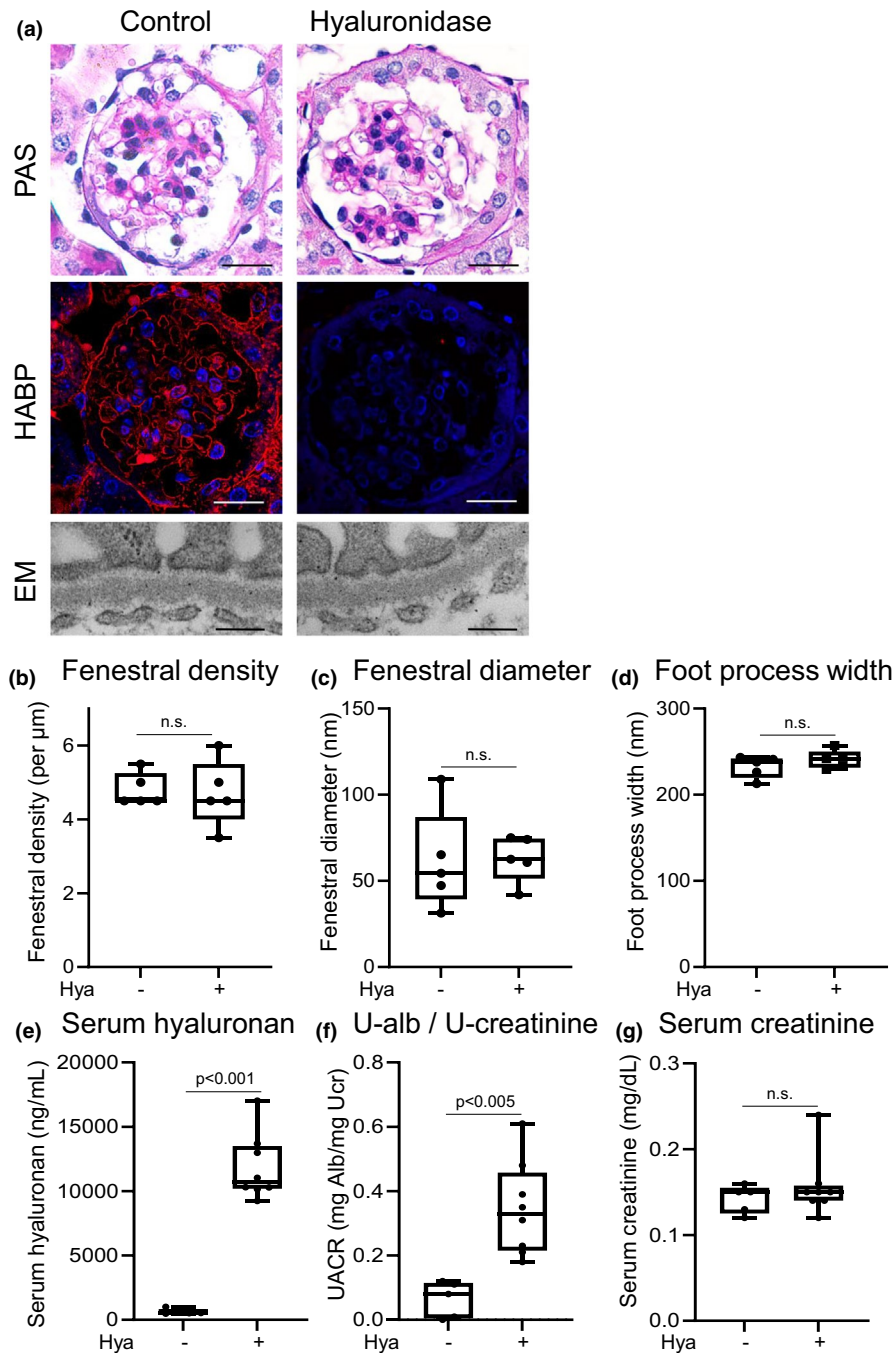 (a) Control Hyaluronidase
PAS
HABP
EM
(b) Fenestral density
Fenestral density (per µm)
6
4
2
0
n.s.
Hya - +
(c) Fenestral diameter
Fenestral diameter (nm)
150
100
50
0
n.s.
- +
(d) Foot process width
Foot process width (nm)
300
200
100
0
n.s.
Hya - +
(e) Serum hyaluronan
Serum hyaluronan (ng/mL)
20000
15000
10000
5000
0
p<0.001
Hya - +
(f) U-alb / U-creatinine
UACR (mg Alb/mg Ucr)
0.8
0.6
0.4
0.2
0.0
p<0.005
Hya - +
(g) Serum creatinine
Serum creatinine (mg/dL)
0.3
0.2
0.1
0.0
n.s.
Hya - +